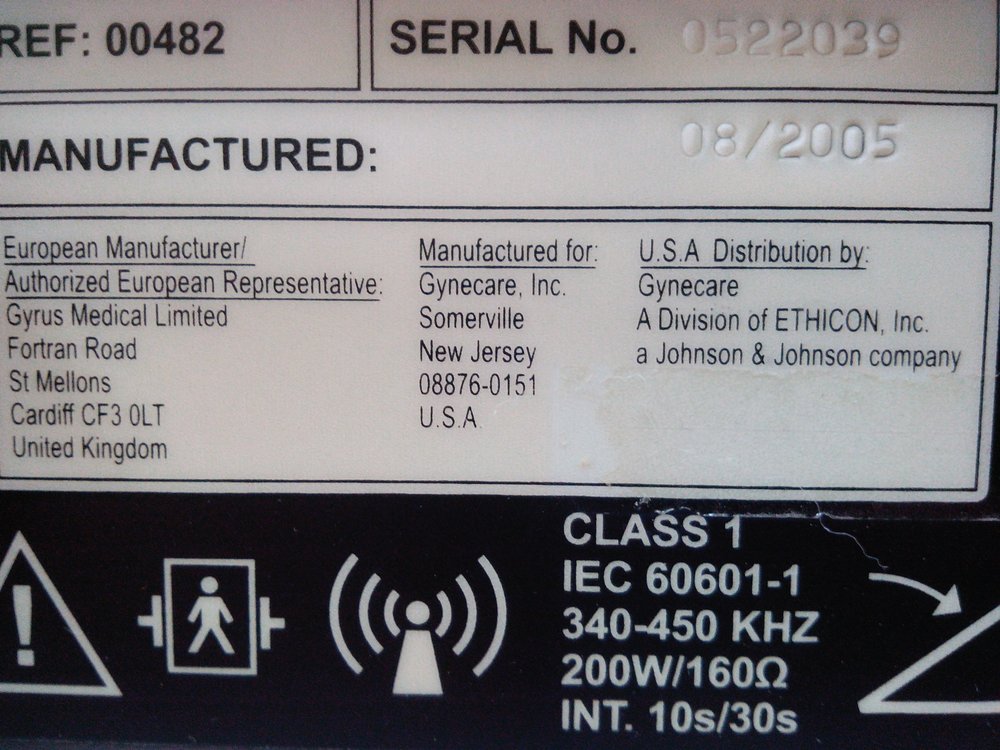 REF: 00482
SERIAL No. 0522039
MANUFACTURED: 08/2005
European Manufacturer/
Authorized European Representative:
Gyrus Medical Limited
Fortran Road
St Mellons
Cardiff CF3 0LT
United Kingdom
Manufactured for:
Gynecare, Inc.
Somerville
New Jersey
08876-0151
U.S.A.
U.S.A Distribution by:
Gynecare
A Division of ETHICON, Inc.
a Johnson & Johnson company
CLASS 1
IEC 60601-1
340-450 KHZ
200W/160Ω
INT. 10s/30s